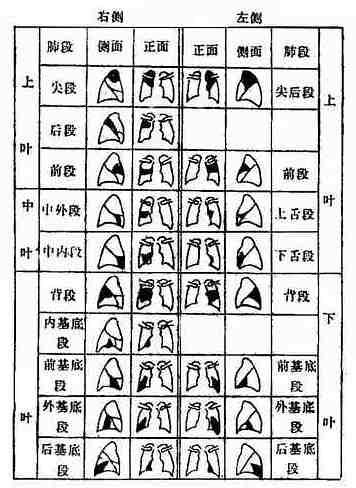 右侧 左侧
肺段 侧面 正面 正面 侧面 肺段
上 尖段 尖后段 上
后段
叶 前段 前段 叶
中 中外段 上舌段
叶 中内段 下舌段
背段 背段
内基底段 下
前基底段 前基底段
叶 外基底段 外基底段 叶
后基底段 后基底段